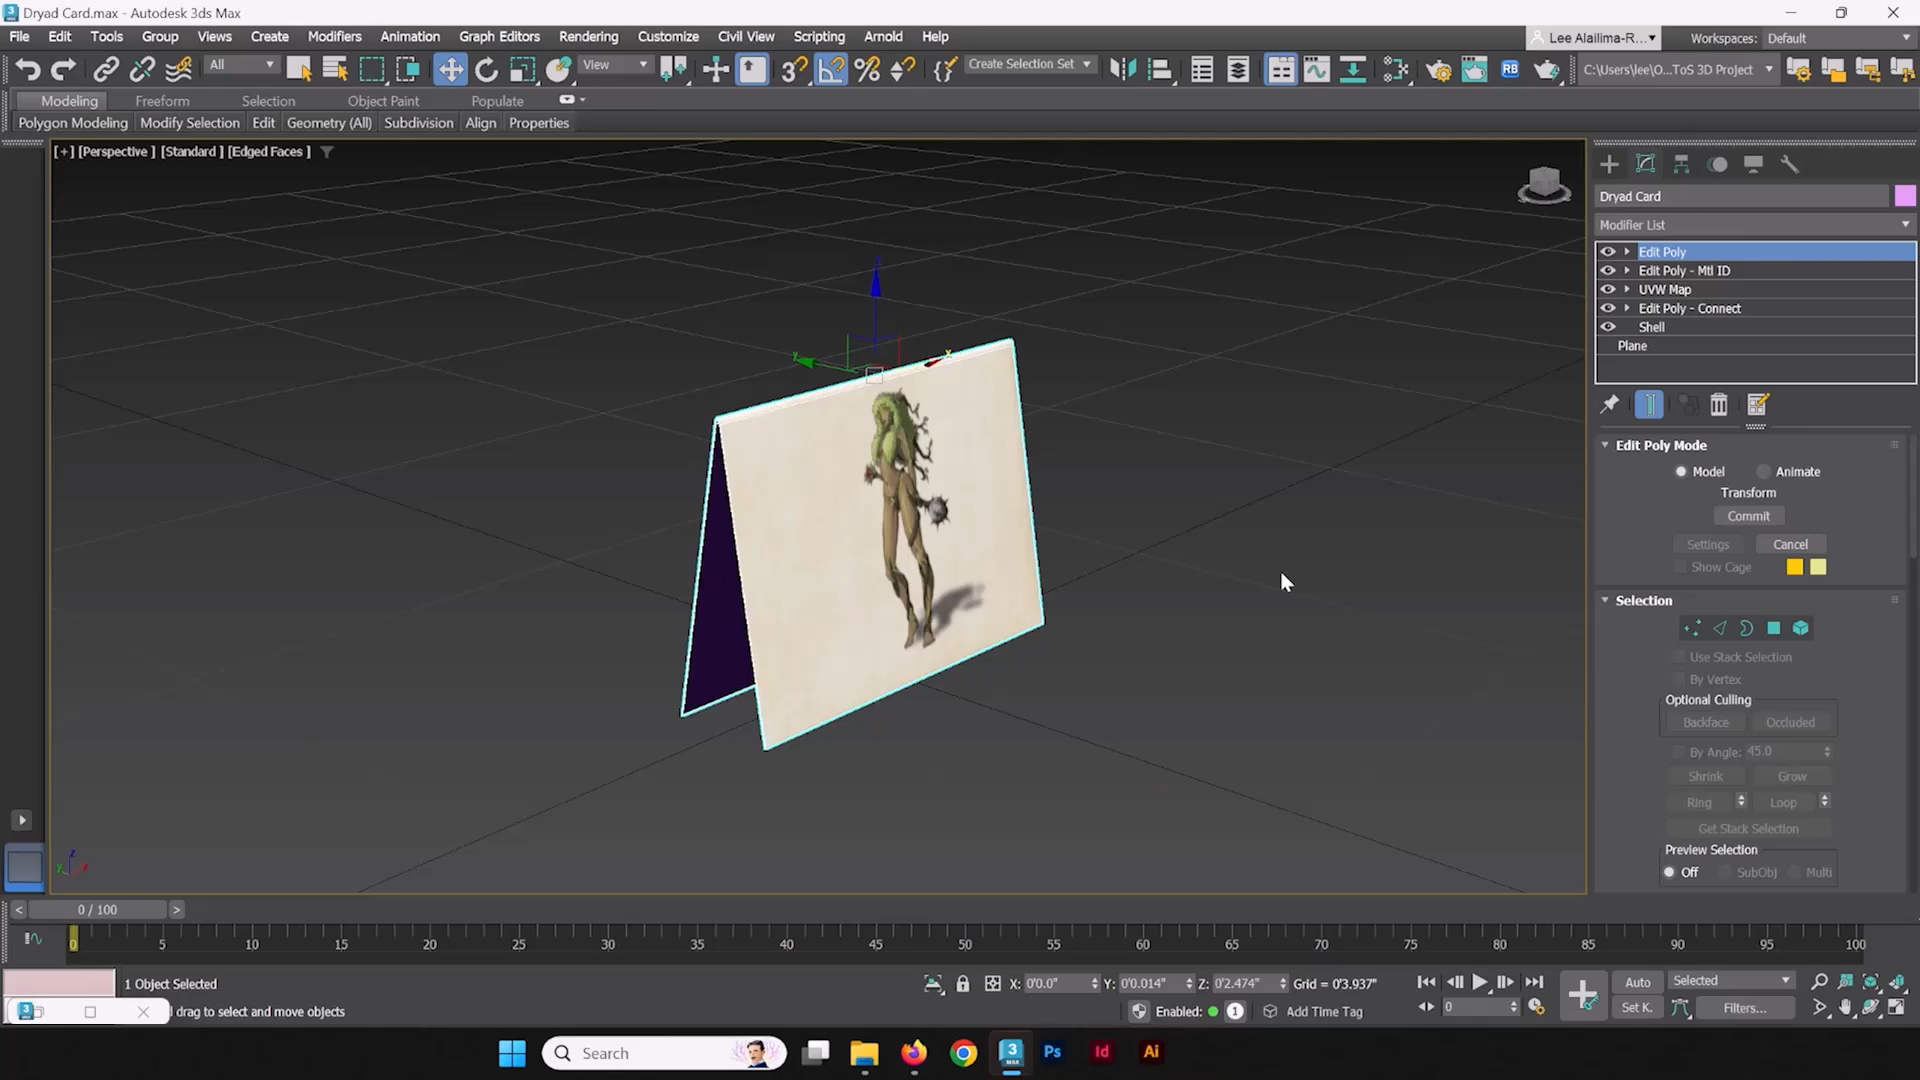 Dryad Card.max - Autodesk 3ds Max
File Edit Tools Group Views Create Modifiers Animation Graph Editors Rendering Customize Civil View Scripting Arnold Help
Lee Alailima-R... Workspaces: Default
All View Create Selection Set RB C:\Users\lee\O...ToS 3D Project
Modeling Freeform Selection Object Paint Populate
Polygon Modeling Modify Selection Edit Geometry (All) Subdivision Align Properties
[+] [Perspective ] [Standard ] [Edged Faces ]
Dryad Card
Modifier List
Edit Poly
Edit Poly - Mtl ID
UVW Map
Edit Poly - Connect
Shell
Plane
Edit Poly Mode
Model Animate
Transform
Commit
Settings Cancel
Show Cage
Selection
Use Stack Selection
By Vertex
Optional Culling
Backface Occluded
By Angle: 45.0
Shrink Grow
Ring Loop
Get Stack Selection
Preview Selection
Off SubObj Multi
z
y x
z
y x
< 0 / 100 >
0 5 10 15 20 25 30 35 40 45 50 55 60 65 70 75 80 85 90 95 100
1 Object Selected X: 0'0.0" Y: 0'0.014" Z: 0'2.474" Grid = 0'3.937" Auto Selected
drag to select and move objects Enabled: 1 Add Time Tag 0 Set K. Filters...
Search 3 MAX Ps Id Ai